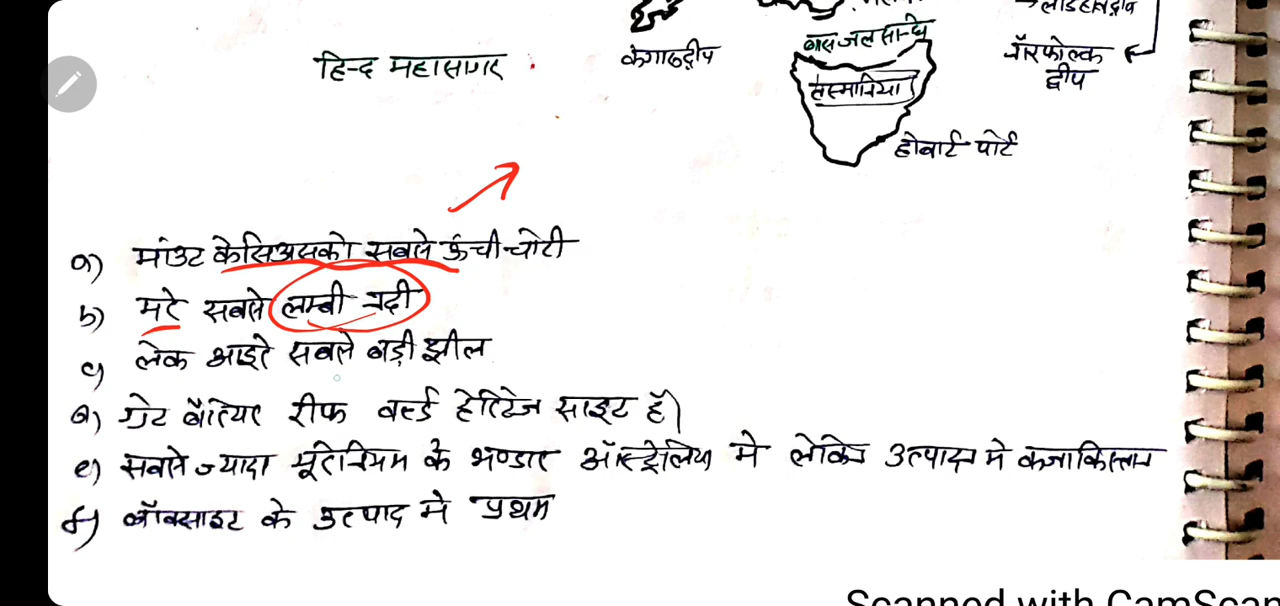 बास जलसन्धि
हिन्द महासागर
कंगारूद्वीप
नॉरफोल्क
द्वीप
तस्मानिया
होबार्ट पोर्ट
a) मांउट केसिअसको सबसे ऊंची चोटी
b) मरे सबसे लम्बी नदी
c) लेक आइरे सबसे बड़ी झील
d) ग्रेट बैरियर रीफ वर्ल्ड हेरिटेज साइट हैं।
e) सबसे ज्यादा यूरेनियम के भण्डार ऑस्ट्रेलिया मे लेकिन उत्पादन मे कजाकिस्तान
f) बॉक्साइट के उत्पाद मे प्रथम
Scanned with CamScan